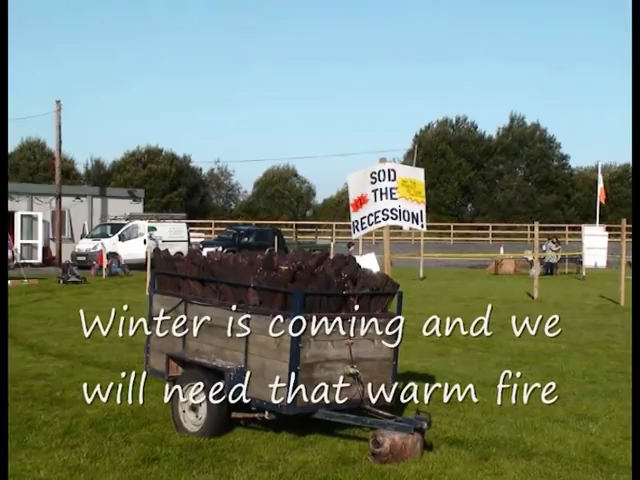 SOD
THE
RECESSION!
Winter is coming and we
will need that warm fire